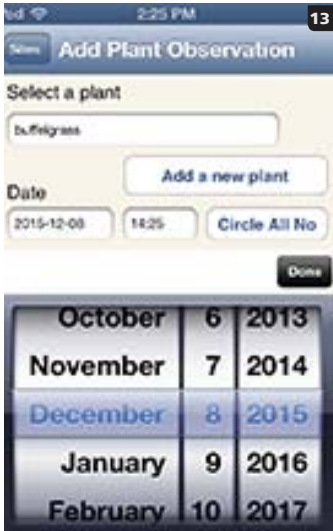 2:25 PM
13
Add Plant Observation
Select a plant
buffelgrass
Add a new plant
Date
2015-12-08 14:25 Circle All No
Done
October 6 2013
November 7 2014
December 8 2015
January 9 2016
February 10 2017